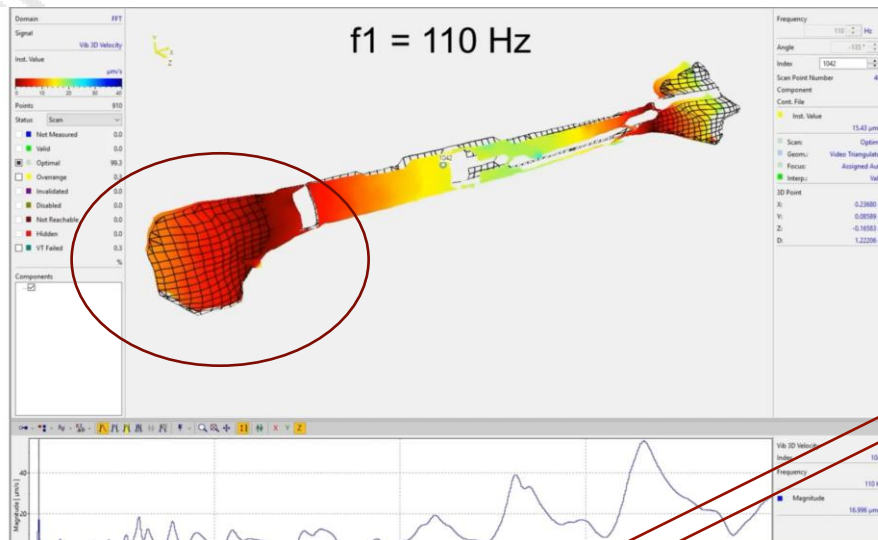 f1 = 110 Hz
Domain FFT
Signal
Vib 3D Velocity
Inst. Value
µm/s
0 10 20 30 40
Points 910
Status Scan
Not Measured 0.0
Valid 0.0
Optimal 99.3
Overrange 0.3
Invalidated 0.0
Disabled 0.0
Not Reachable 0.0
Hidden 0.0
VT Failed 0.3
%
Components
Y
X
Z
1042
Frequency
110 Hz
Angle -133 °
Index 1042
Scan Point Number 4
Component
Cont. File
Inst. Value
15.43 µm
Scan: Optim
Geom.: Video Triangulat
Focus: Assigned Au
Interp.: Val
3D Point
X: 0.23680
Y: 0.08589
Z: -0.16583
D: 1.22206
X Y Z
Magnitude [ µm/s ]
40
20
Vib 3D Velocity
Index 10
Frequency
110 H
Magnitude
16.996 µm